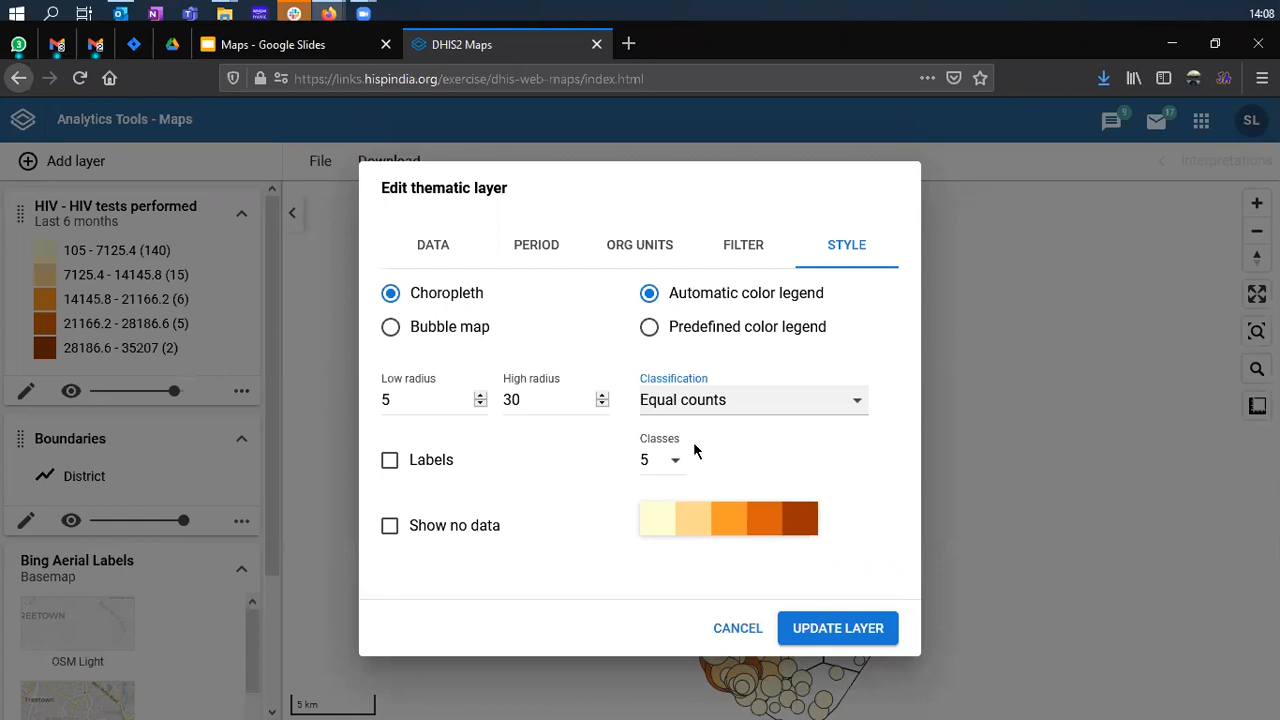 14:08
Maps - Google Slides
DHIS2 Maps
https://links.hispindia.org/exercise/dhis-web-maps/index.html
Analytics Tools - Maps
9
17
SL
Add layer
File
Download
Interpretations
HIV - HIV tests performed
Last 6 months
105 - 7125.4 (140)
7125.4 - 14145.8 (15)
14145.8 - 21166.2 (6)
21166.2 - 28186.6 (5)
28186.6 - 35207 (2)
Boundaries
District
Bing Aerial Labels
Basemap
REETOWN
OSM Light
Edit thematic layer
DATA
PERIOD
ORG UNITS
FILTER
STYLE
Choropleth
Automatic color legend
Bubble map
Predefined color legend
Low radius
High radius
Classification
5
30
Equal counts
Labels
Classes
5
Show no data
CANCEL
UPDATE LAYER
5 km